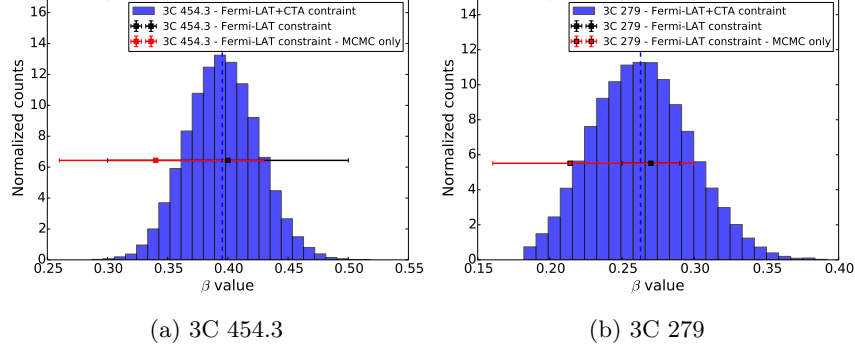 16
14
12
10
8
6
4
2
0
Normalized counts
3C 454.3 - Fermi-LAT+CTA contraint
3C 454.3 - Fermi-LAT constraint
3C 454.3 - Fermi-LAT constraint - MCMC only
0.25 0.30 0.35 0.40 0.45 0.50 0.55
β value
(a) 3C 454.3
14
12
10
8
6
4
2
0
Normalized counts
3C 279 - Fermi-LAT+CTA contraint
3C 279 - Fermi-LAT constraint
3C 279 - Fermi-LAT constraint - MCMC only
0.15 0.20 0.25 0.30 0.35 0.40
β value
(b) 3C 279